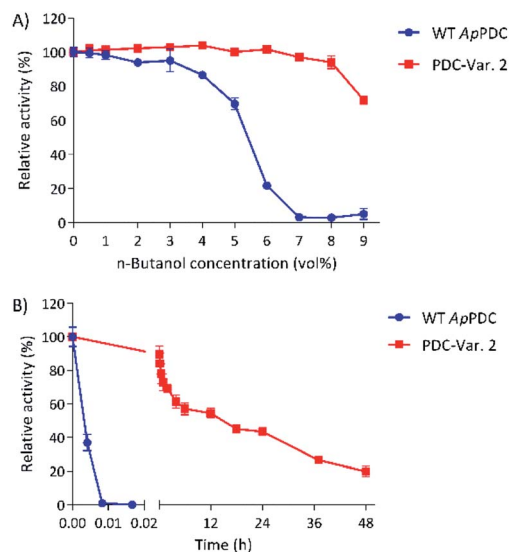 A)
WT ApPDC
PDC-Var. 2
Relative activity (%)
120
100
80
60
40
20
0
0 1 2 3 4 5 6 7 8 9
n-Butanol concentration (vol%)
B)
WT ApPDC
PDC-Var. 2
Relative activity (%)
120
100
80
60
40
20
0
0.00 0.01 0.02 12 24 36 48
Time (h)